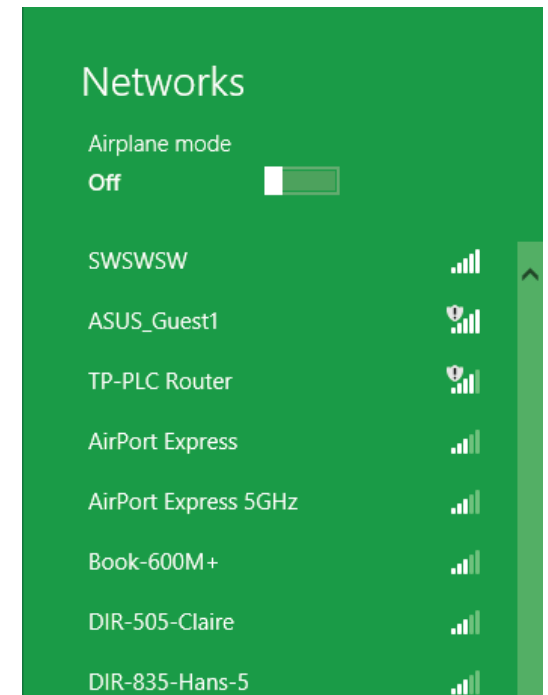 Networks
Airplane mode
Off
SWSWSW
ASUS_Guest1
TP-PLC Router
AirPort Express
AirPort Express 5GHz
Book-600M+
DIR-505-Claire
DIR-835-Hans-5